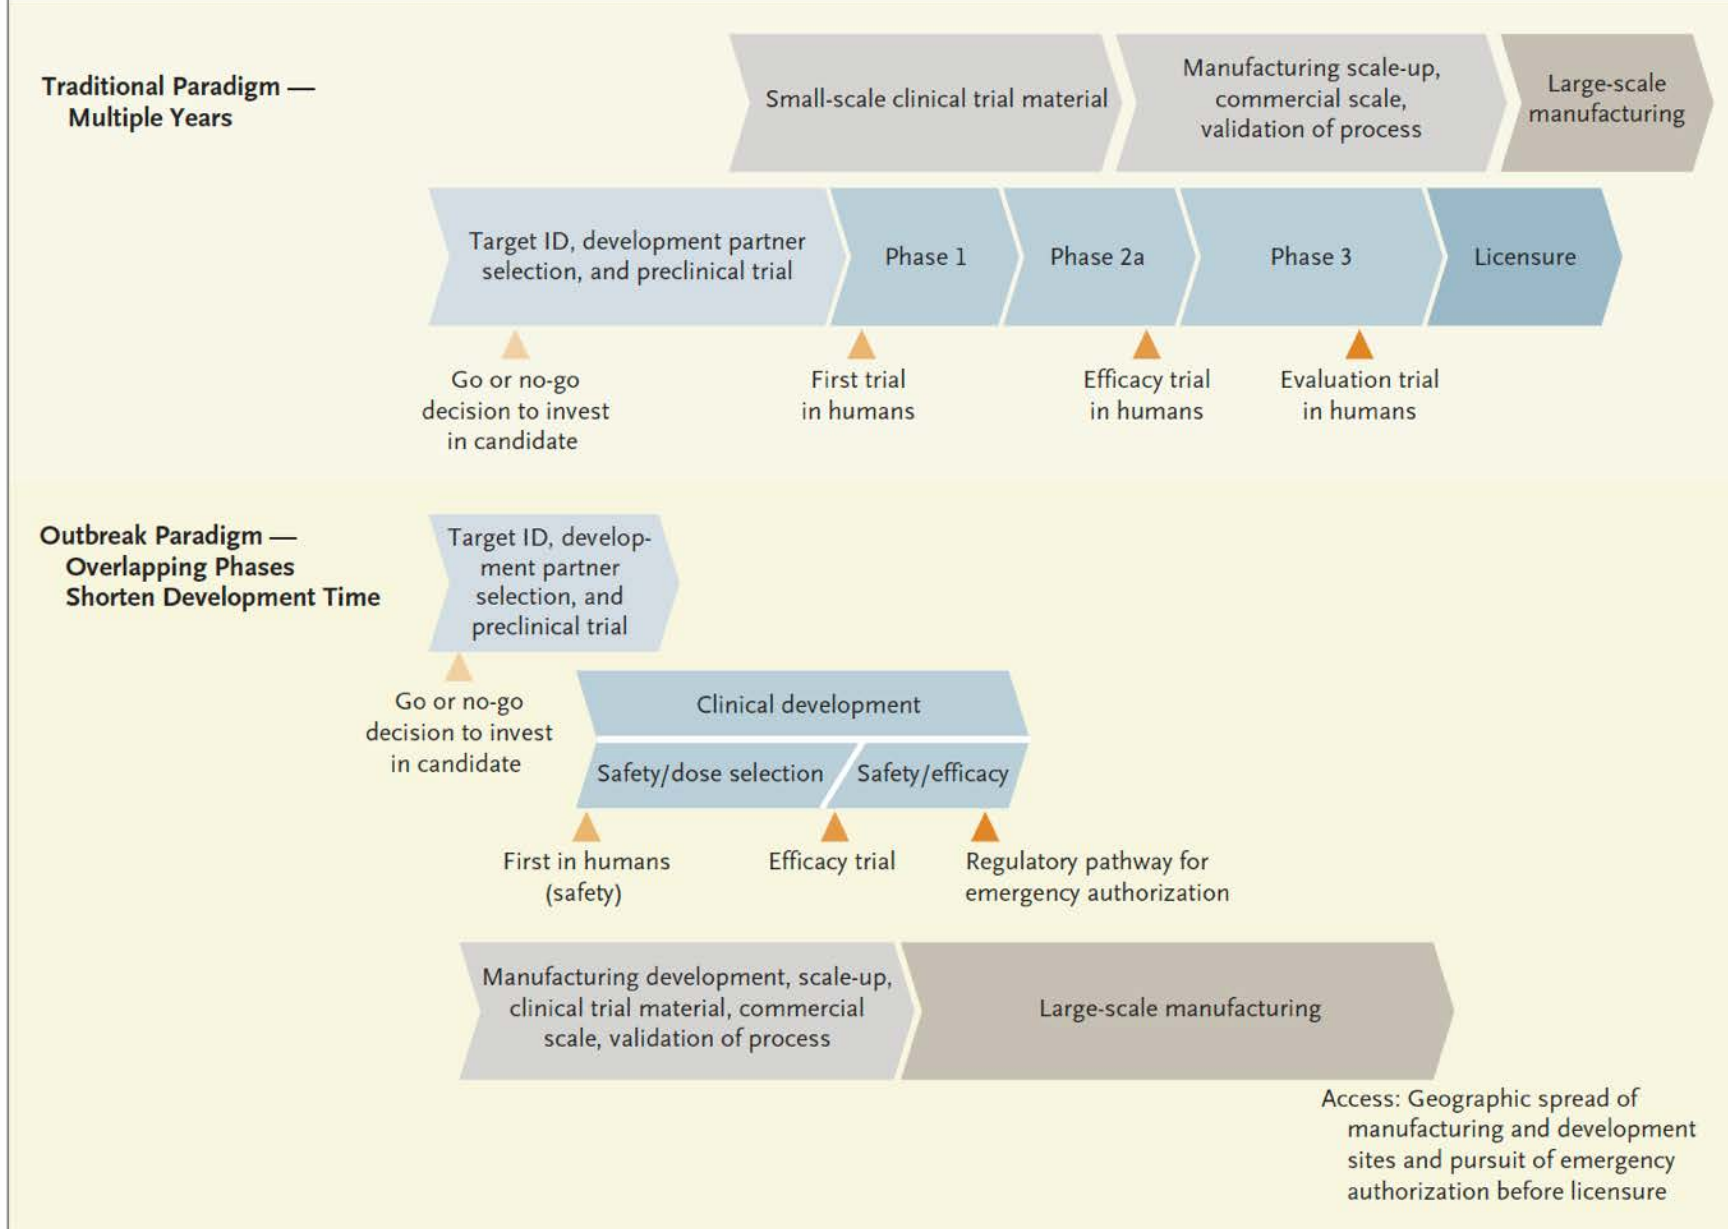 Traditional Paradigm —
Multiple Years
Small-scale clinical trial material
Manufacturing scale-up,
commercial scale,
validation of process
Large-scale
manufacturing
Target ID, development partner
selection, and preclinical trial
Phase 1
Phase 2a
Phase 3
Licensure
Go or no-go
decision to invest
in candidate
First trial
in humans
Efficacy trial
in humans
Evaluation trial
in humans
Outbreak Paradigm —
Overlapping Phases
Shorten Development Time
Target ID, develop-
ment partner
selection, and
preclinical trial
Go or no-go
decision to invest
in candidate
Clinical development
Safety/dose selection
Safety/efficacy
First in humans
(safety)
Efficacy trial
Regulatory pathway for
emergency authorization
Manufacturing development, scale-up,
clinical trial material, commercial
scale, validation of process
Large-scale manufacturing
Access: Geographic spread of
manufacturing and development
sites and pursuit of emergency
authorization before licensure